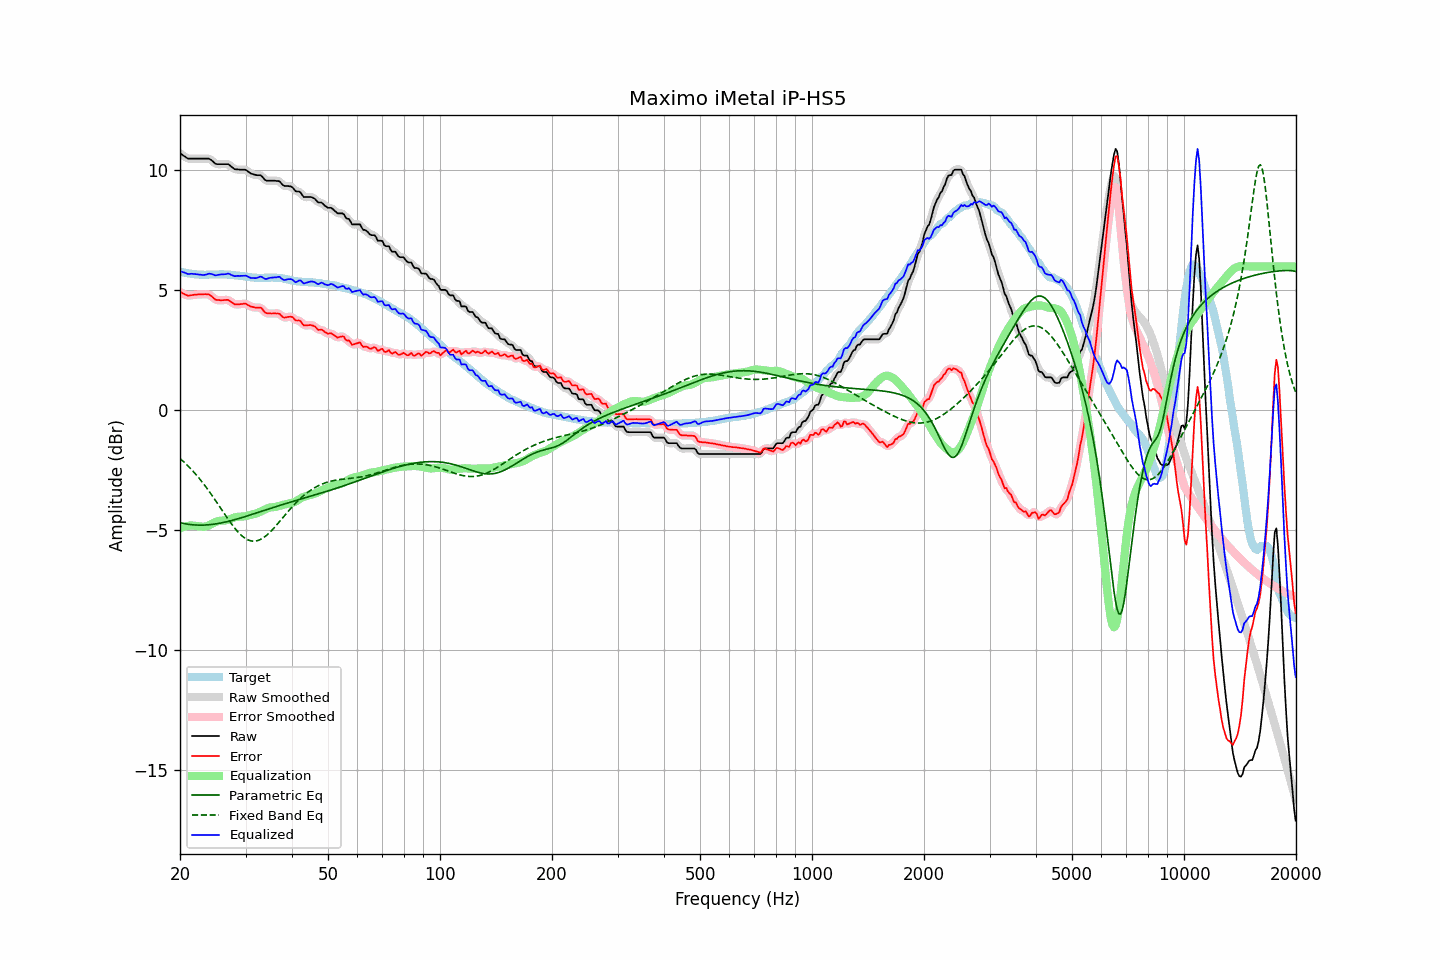 Maximo iMetal iP-HS5
10
5
0
−5
−10
−15
Amplitude (dBr)
Target
Raw Smoothed
Error Smoothed
Raw
Error
Equalization
Parametric Eq
Fixed Band Eq
Equalized
20 50 100 200 500 1000 2000 5000 10000 20000
Frequency (Hz)